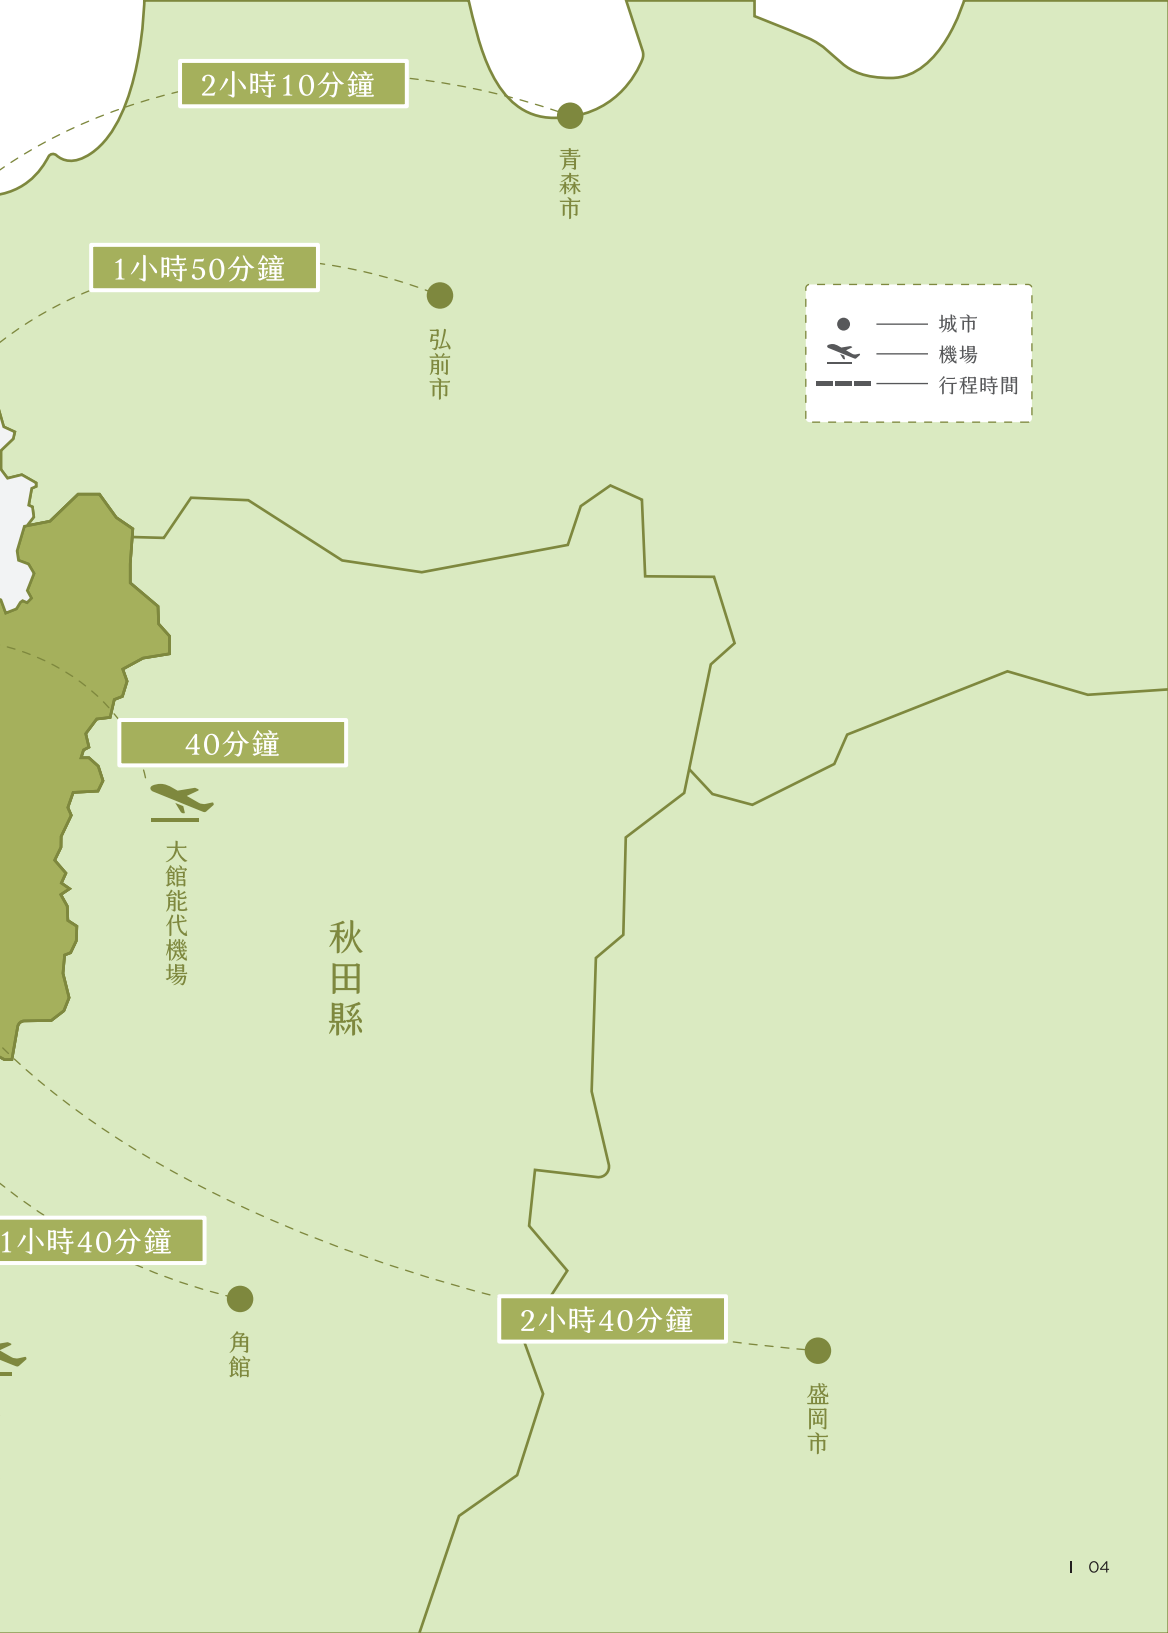 2小時10分鐘
青森市
1小時50分鐘
弘前市
城市
機場
行程時間
40分鐘
大館能代機場
秋田縣
1小時40分鐘
角館
2小時40分鐘
盛岡市
04